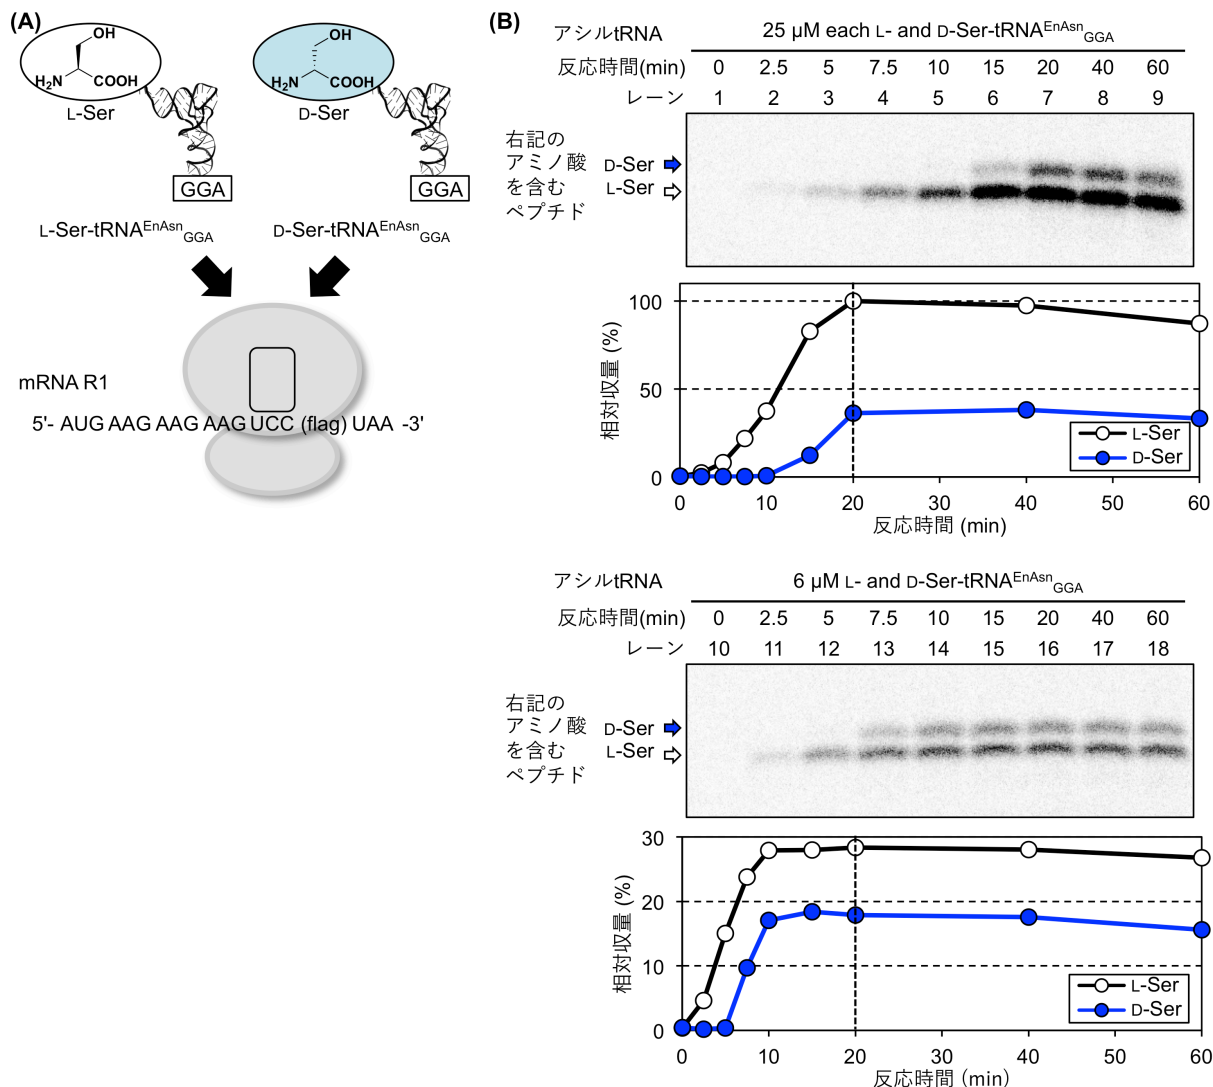 (A)
OH
H₂N
COOH
L-Ser
OH
H₂N
COOH
D-Ser
GGA
GGA
L-Ser-tRNA^EnAsn_GGA
D-Ser-tRNA^EnAsn_GGA
mRNA R1
5'- AUG AAG AAG AAG UCC (flag) UAA -3'
(B)
アシルtRNA 25 µM each L- and D-Ser-tRNA^EnAsn_GGA
反応時間(min) 0 2.5 5 7.5 10 15 20 40 60
レーン 1 2 3 4 5 6 7 8 9
右記の
アミノ酸
を含む
ペプチド
D-Ser
L-Ser
相対収量 (%)
100
50
0
L-Ser
D-Ser
0 10 20 30 40 50 60
反応時間 (min)
アシルtRNA 6 µM L- and D-Ser-tRNA^EnAsn_GGA
反応時間(min) 0 2.5 5 7.5 10 15 20 40 60
レーン 10 11 12 13 14 15 16 17 18
右記の
アミノ酸
を含む
ペプチド
D-Ser
L-Ser
相対収量 (%)
30
20
10
0
L-Ser
D-Ser
0 10 20 30 40 50 60
反応時間 (min)